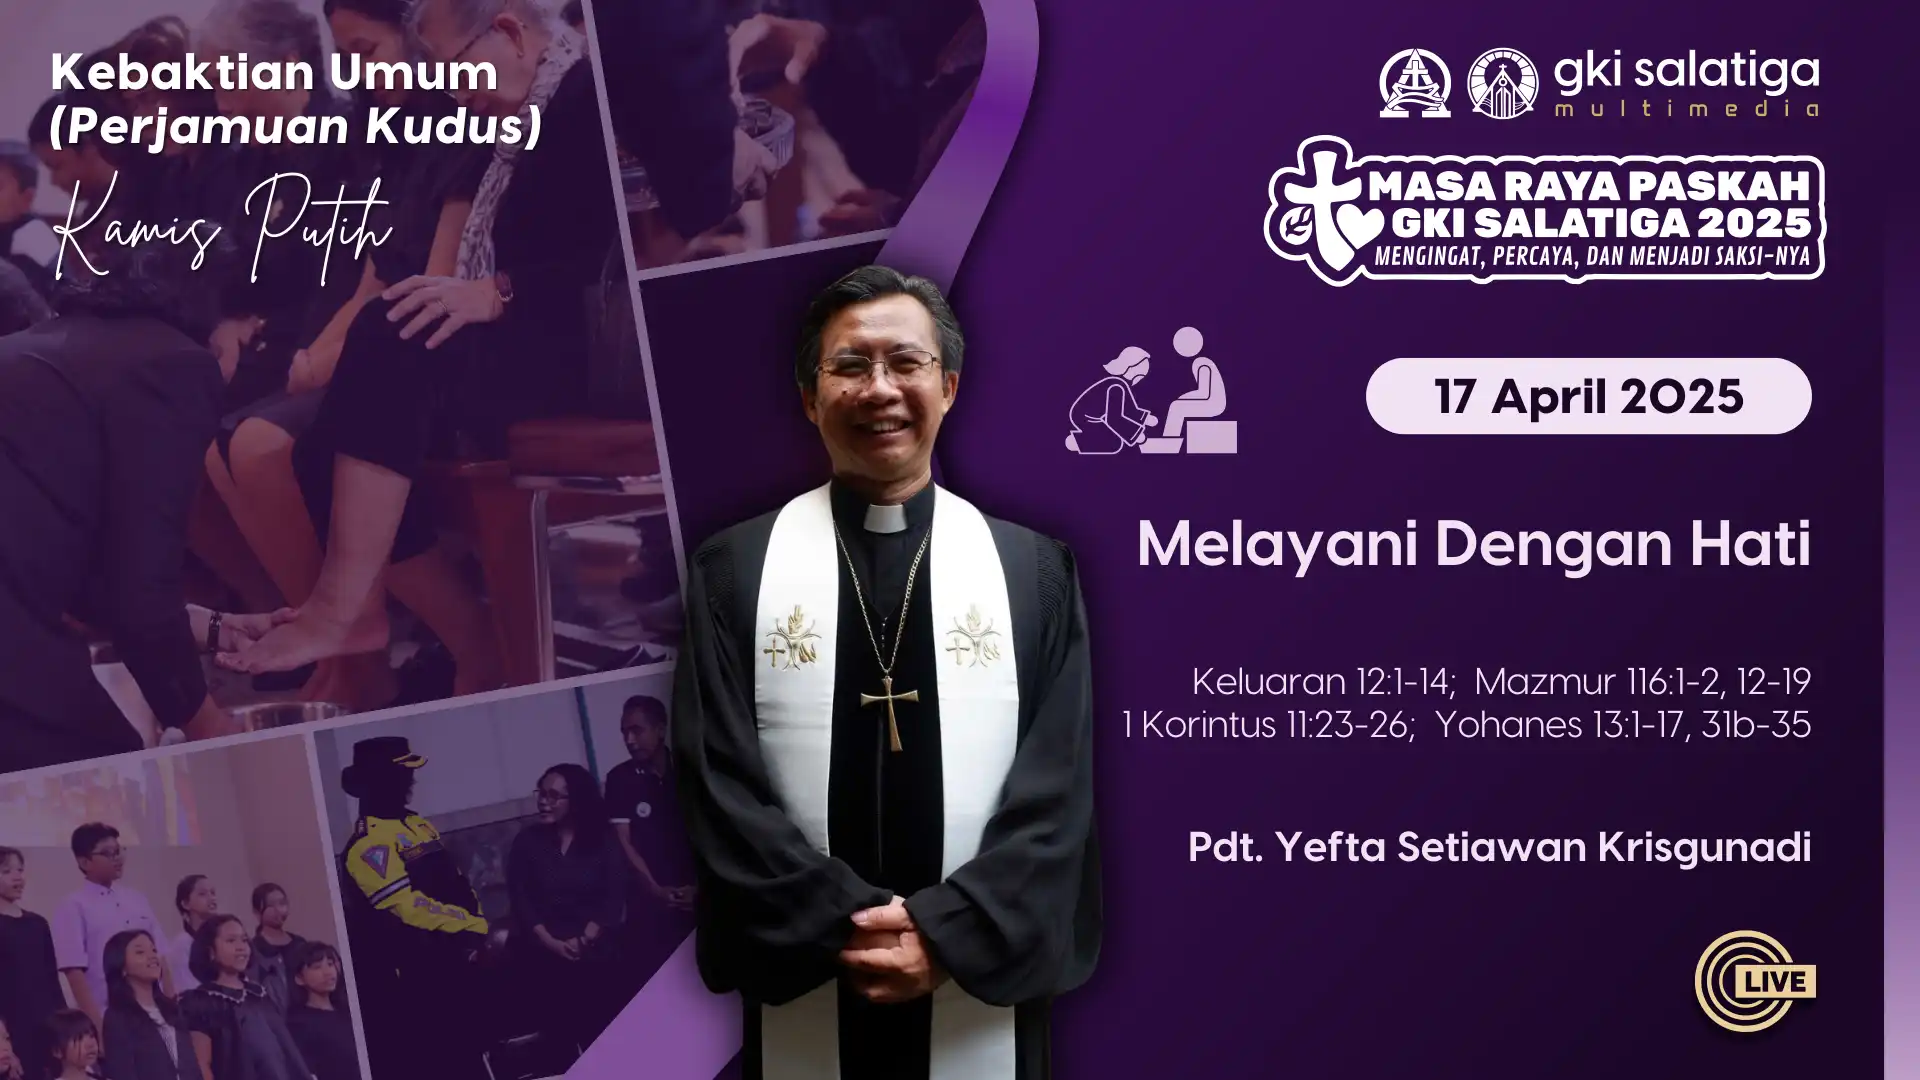 Kebaktian Umum
(Perjamuan Kudus)
Kamis Putih
gki salatiga
multimedia
MASA RAYA PASKAH
GKI SALATIGA 2025
MENGINGAT, PERCAYA, DAN MENJADI SAKSI-NYA
17 April 2025
Melayani Dengan Hati
Keluaran 12:1-14; Mazmur 116:1-2, 12-19
1 Korintus 11:23-26; Yohanes 13:1-17, 31b-35
Pdt. Yefta Setiawan Krisgunadi
LIVE